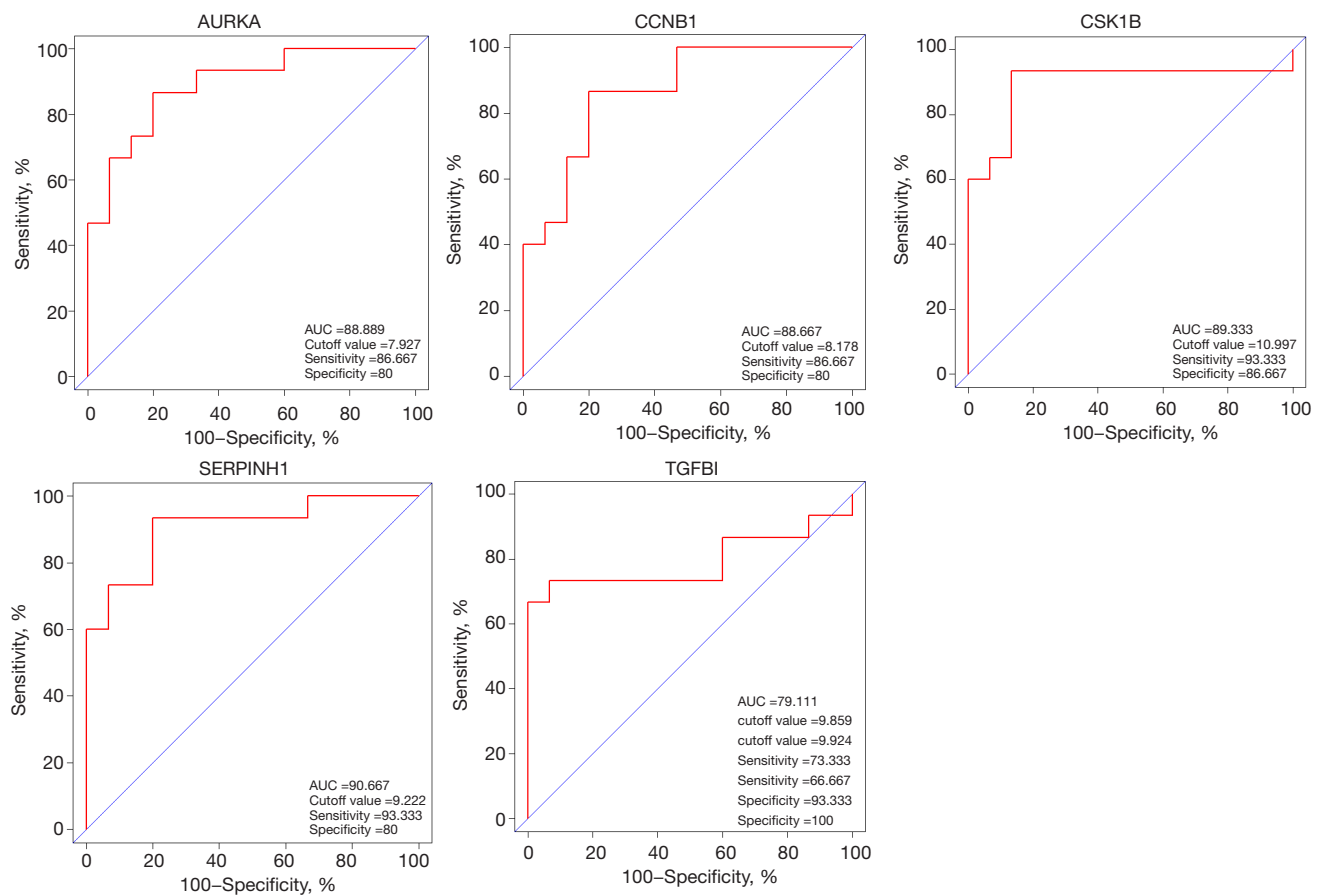 AURKA
100
80
60
40
20
0
Sensitivity, %
AUC =88.889
Cutoff value =7.927
Sensitivity =86.667
Specificity =80
0 20 40 60 80 100
100–Specificity, %
CCNB1
100
80
60
40
20
0
Sensitivity, %
AUC =88.667
Cutoff value =8.178
Sensitivity =86.667
Specificity =80
0 20 40 60 80 100
100–Specificity, %
CSK1B
100
80
60
40
20
0
Sensitivity, %
AUC =89.333
Cutoff value =10.997
Sensitivity =93.333
Specificity =86.667
0 20 40 60 80 100
100–Specificity, %
SERPINH1
100
80
60
40
20
0
Sensitivity, %
AUC =90.667
Cutoff value =9.222
Sensitivity =93.333
Specificity =80
0 20 40 60 80 100
100–Specificity, %
TGFBI
100
80
60
40
20
0
Sensitivity, %
AUC =79.111
cutoff value =9.859
cutoff value =9.924
Sensitivity =73.333
Sensitivity =66.667
Specificity =93.333
Specificity =100
0 20 40 60 80 100
100–Specificity, %